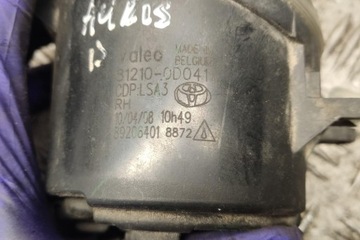 AURIS
Valeo MADE IN
BELGIUM
81210-0D041
CDP:LSA3
RH
10/04/08 10h49
89206401 8872